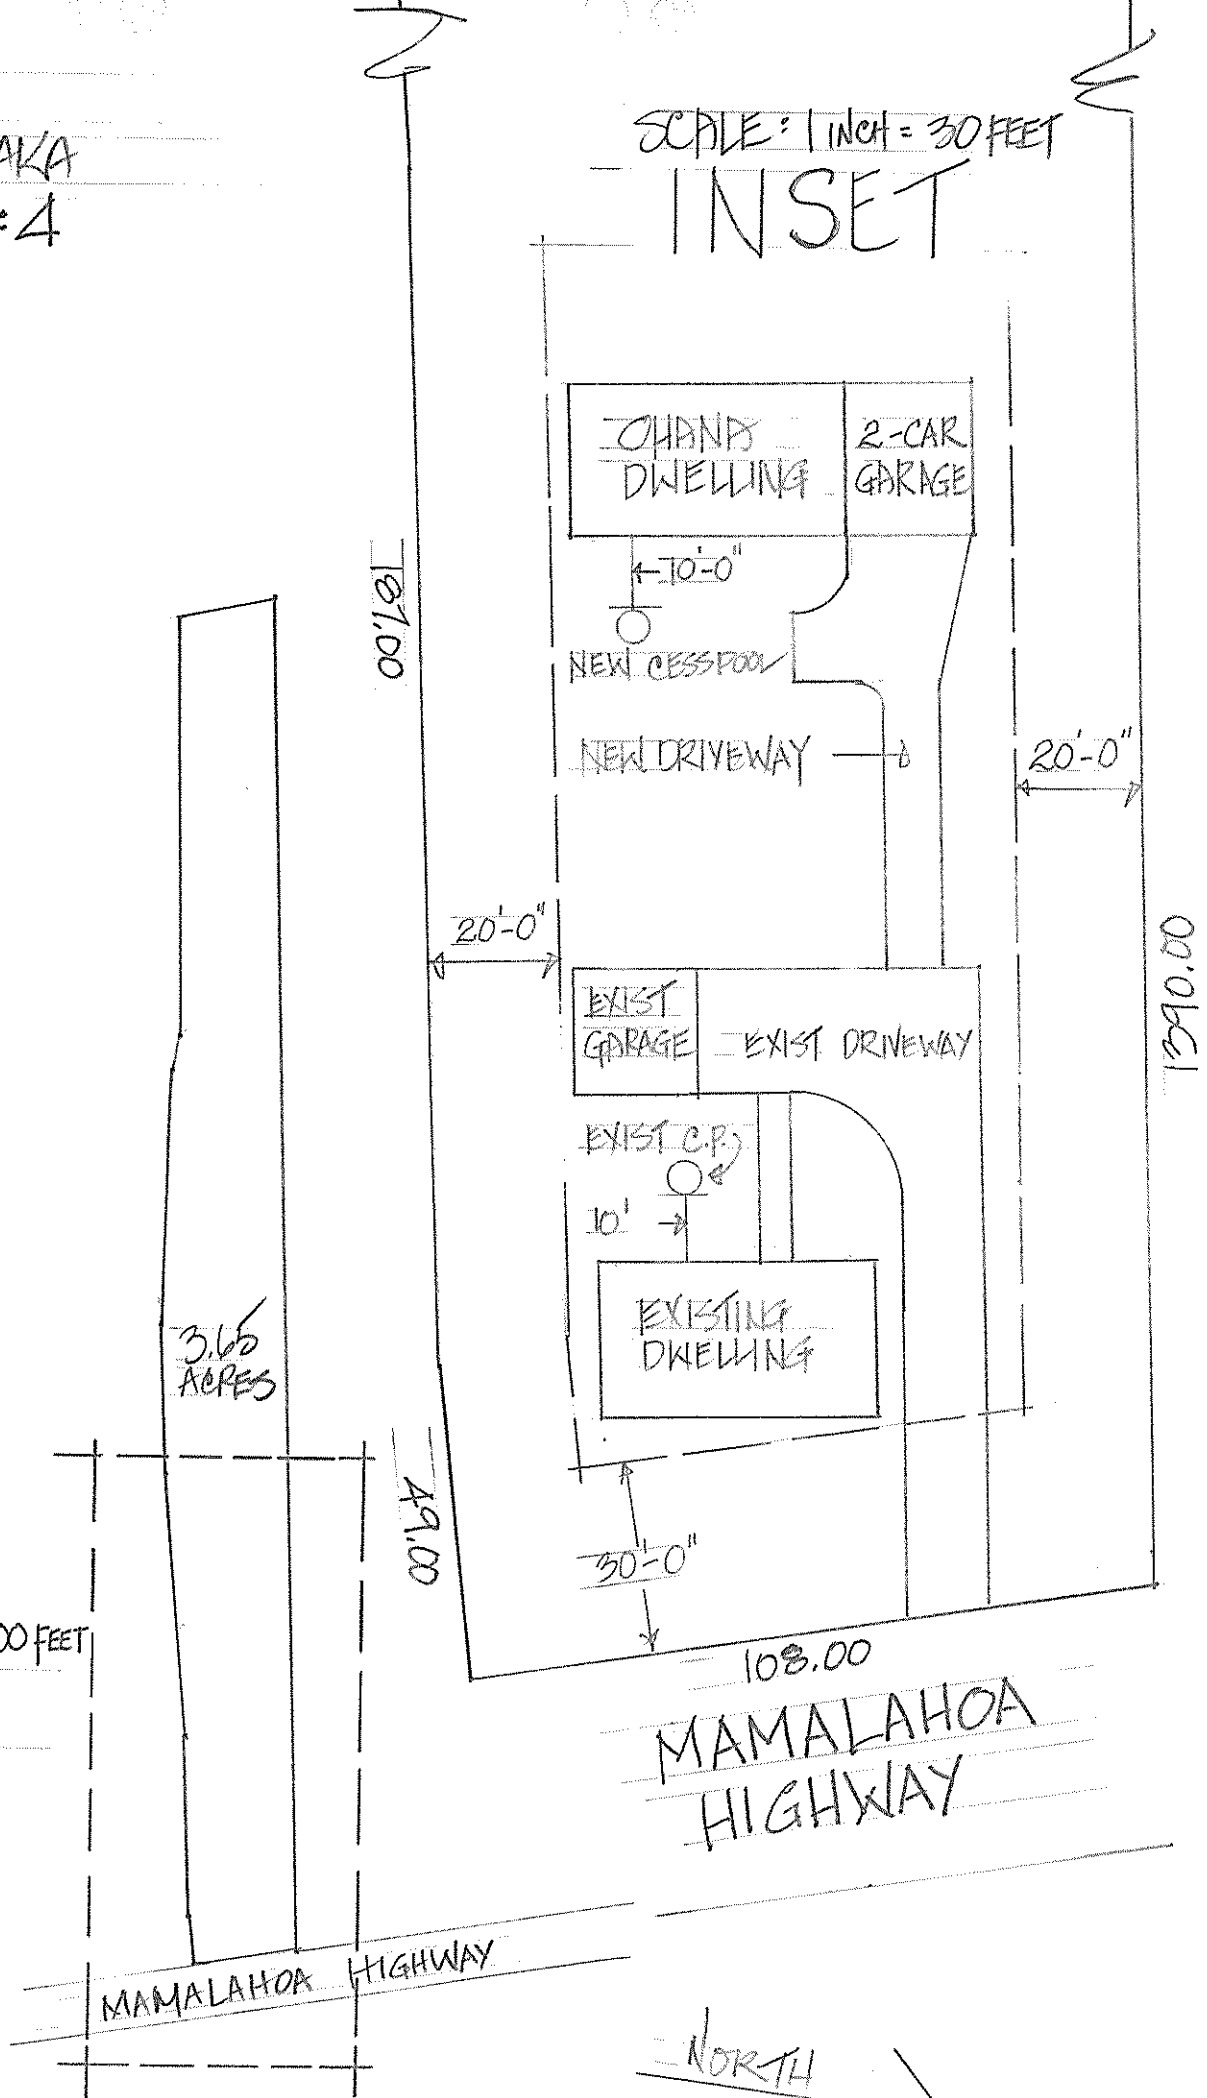 SCALE: 1 INCH = 30 FEET
INSET
AKA
:4
OHANA
DWELLING
2-CAR
GARAGE
10'-0"
187.00
NEW CESSPOOL
NEW DRIVEWAY
20'-0"
20'-0"
1390.00
EXIST
GARAGE
EXIST DRIVEWAY
EXIST C.P.
10'
EXISTING
DWELLING
3.65
ACRES
49.00
30'-0"
00 FEET
108.00
MAMALAHOA
HIGHWAY
MAMALAHOA HIGHWAY
NORTH